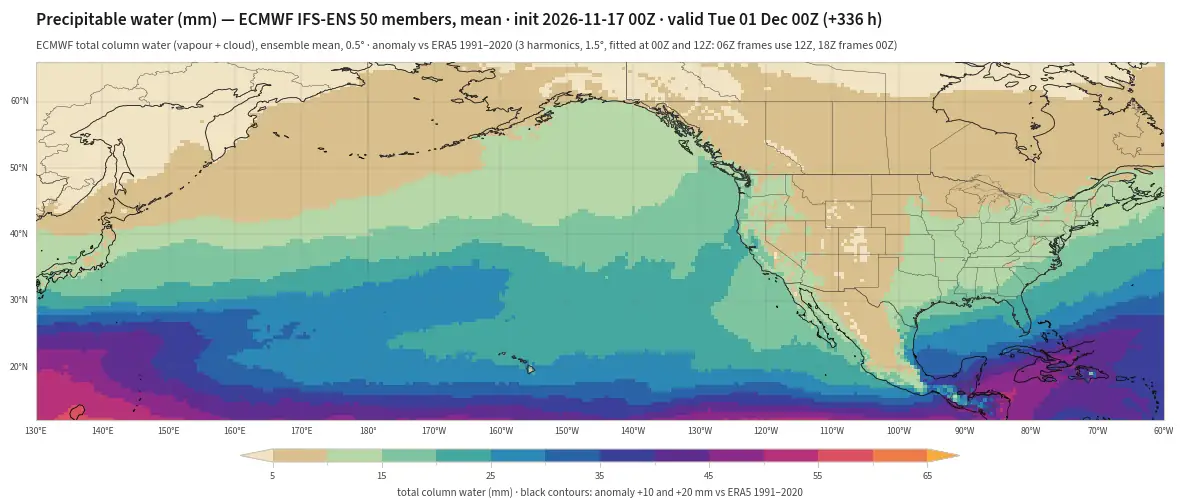 Precipitable water (mm) — ECMWF IFS-ENS 50 members, mean · init 2026-11-17 00Z · valid Tue 01 Dec 00Z (+336 h)
ECMWF total column water (vapour + cloud), ensemble mean, 0.5° · anomaly vs ERA5 1991–2020 (3 harmonics, 1.5°, fitted at 00Z and 12Z: 06Z frames use 12Z, 18Z frames 00Z)
60°N
50°N
40°N
30°N
20°N
130°E 140°E 150°E 160°E 170°E 180° 170°W 160°W 150°W 140°W 130°W 120°W 110°W 100°W 90°W 80°W 70°W 60°W
5 15 25 35 45 55 65
total column water (mm) · black contours: anomaly +10 and +20 mm vs ERA5 1991–2020